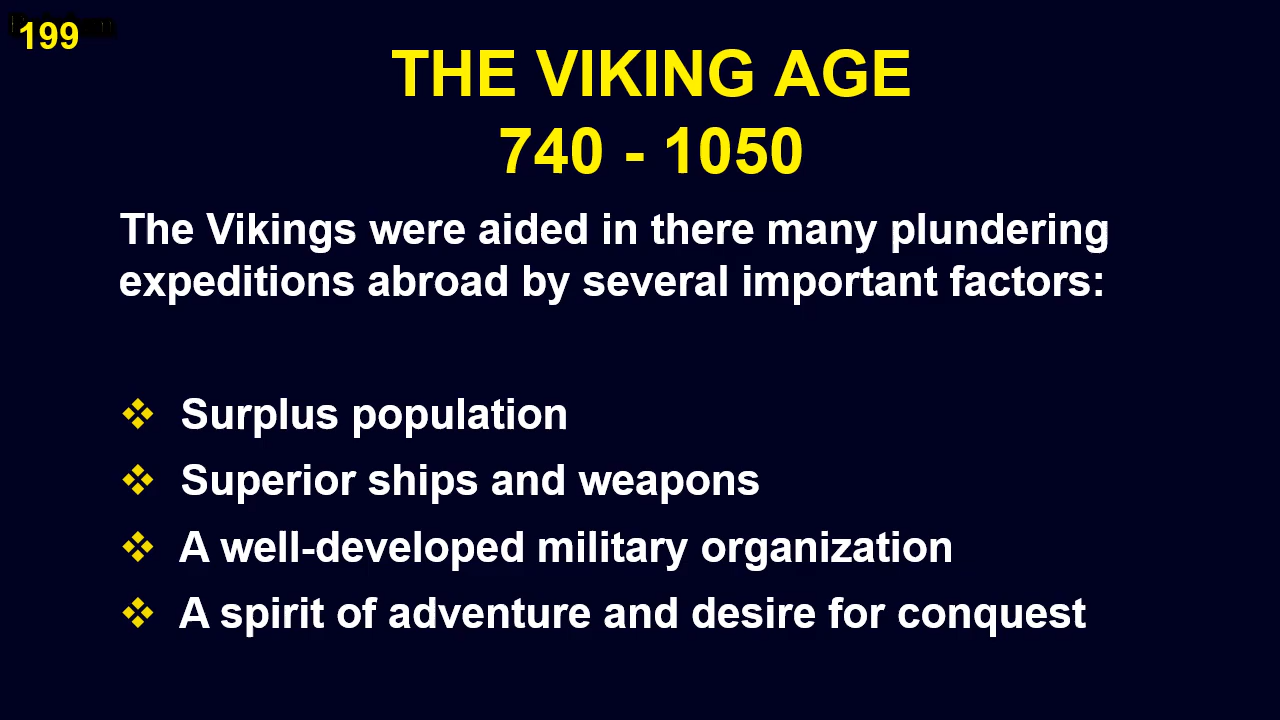 199
THE VIKING AGE
740 - 1050
The Vikings were aided in there many plundering
expeditions abroad by several important factors:
❖ Surplus population
❖ Superior ships and weapons
❖ A well-developed military organization
❖ A spirit of adventure and desire for conquest